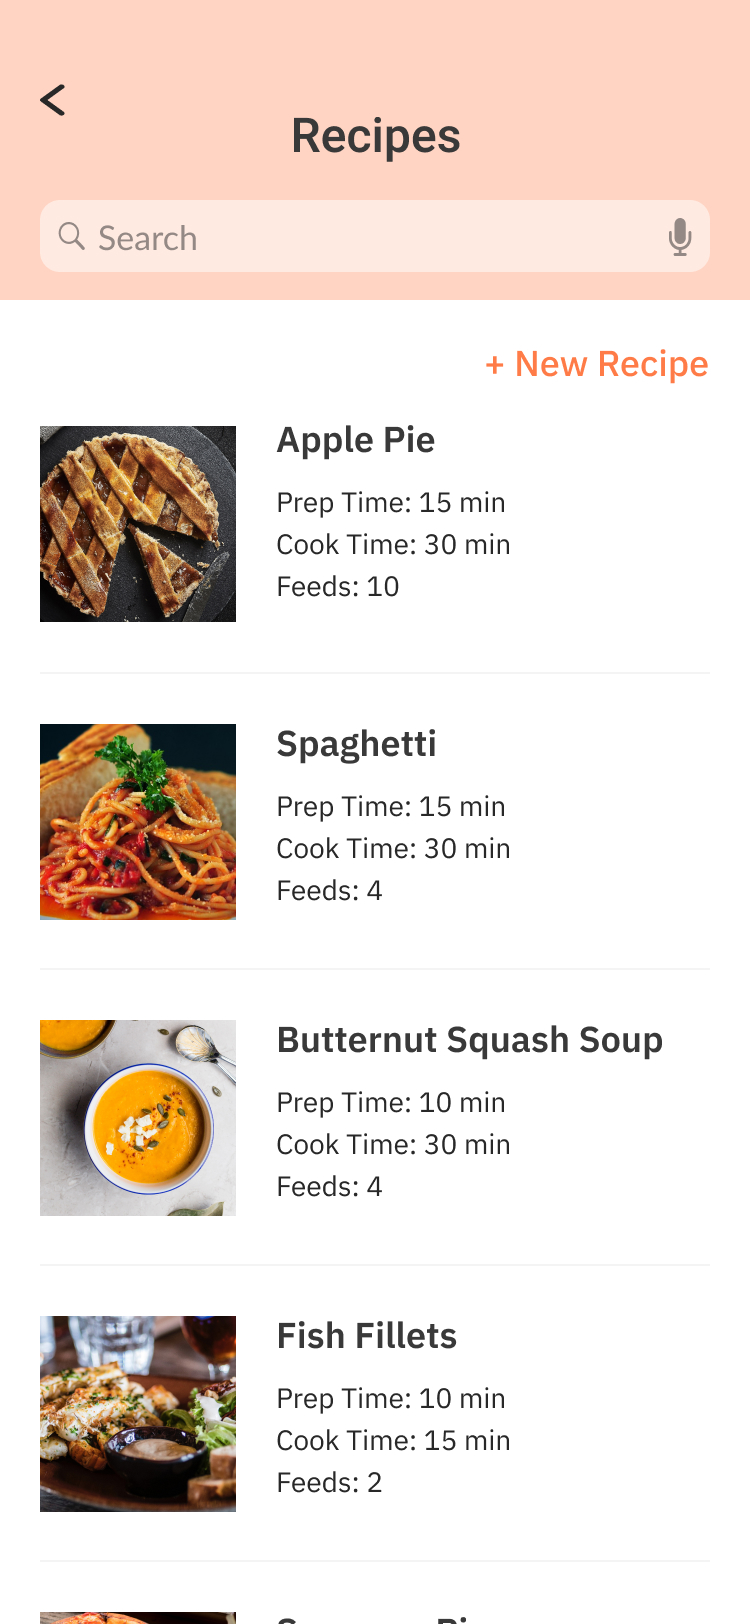 Recipes
Search
+ New Recipe
Apple Pie
Prep Time: 15 min
Cook Time: 30 min
Feeds: 10
Spaghetti
Prep Time: 15 min
Cook Time: 30 min
Feeds: 4
Butternut Squash Soup
Prep Time: 10 min
Cook Time: 30 min
Feeds: 4
Fish Fillets
Prep Time: 10 min
Cook Time: 15 min
Feeds: 2